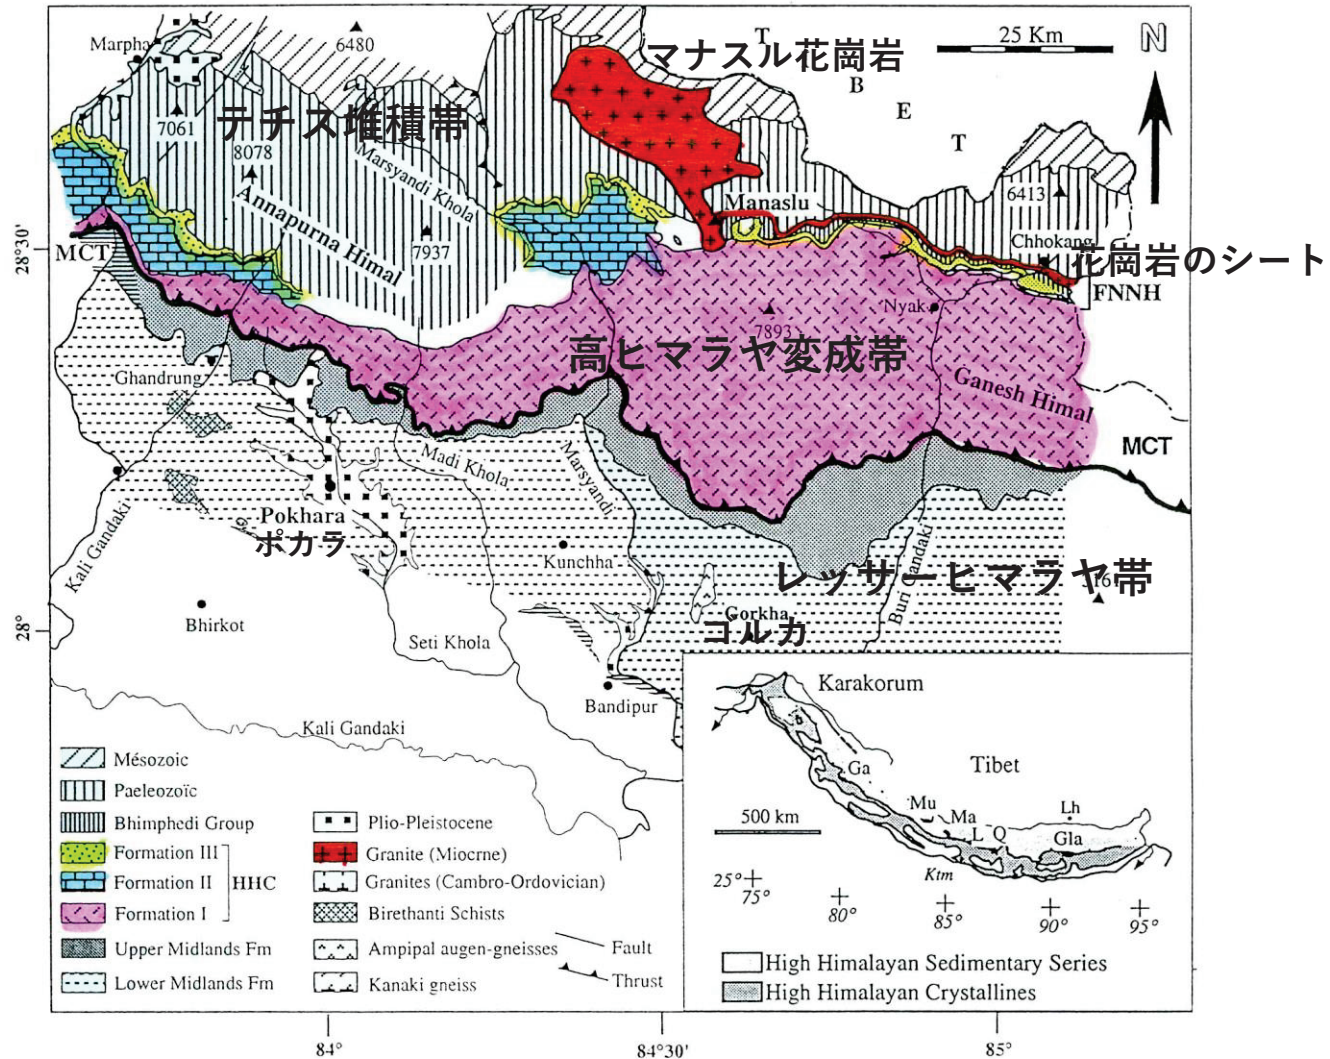 Marpha
6480
マナスル花崗岩
25 Km
N
T
B
E
T
7061
テチス堆積帯
8078
Marsyandi Khola
Annapurna Himal
7937
Manaslu
6413
Chhokang
花崗岩のシート
FNNH
28°30'
MCT
Nyak
7893
高ヒマラヤ変成帯
Ganesh Himal
MCT
Ghandrung
Madi Khola
Marsyandi
Kali Gandaki
Pokhara
ポカラ
Kunchha
Buri Gandaki
レッサーヒマラヤ帯
28°
Bhirkot
Gorkha
ゴルカ
Seti Khola
Bandipur
Kali Gandaki
Mésozoic
Paeleozoïc
Bhimphedi Group
Formation III
Formation II
HHC
Formation I
Upper Midlands Fm
Lower Midlands Fm
Plio-Pleistocene
Granite (Miocrne)
Granites (Cambro-Ordovician)
Birethanti Schists
Ampipal augen-gneisses
Kanaki gneiss
Fault
Thrust
Karakorum
Tibet
Ga
500 km
Mu
Ma
L
Q
Lh
Gla
Ktm
25°
75°
80°
85°
90°
95°
High Himalayan Sedimentary Series
High Himalayan Crystallines
84°
84°30'
85°